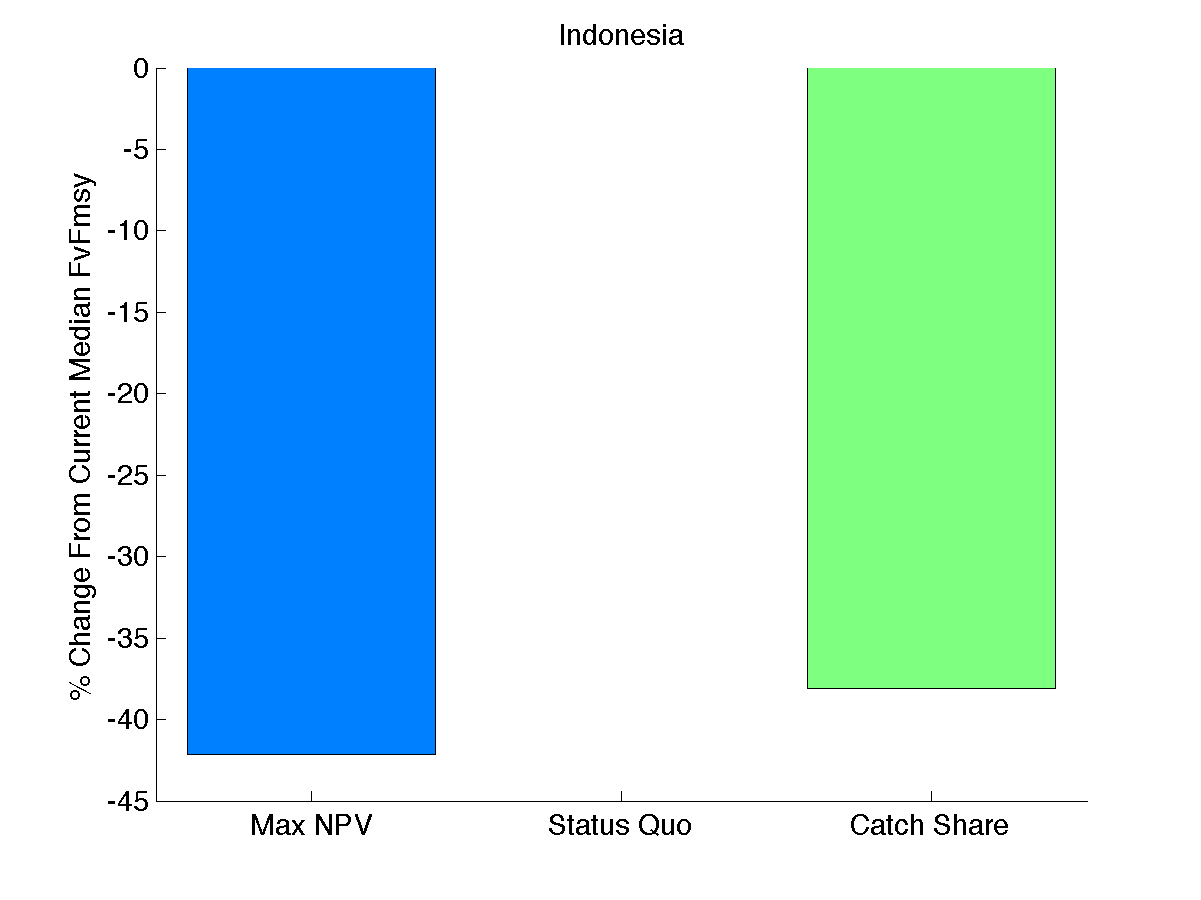 Indonesia
% Change From Current Median FvFmsy
0
-5
-10
-15
-20
-25
-30
-35
-40
-45
Max NPV
Status Quo
Catch Share